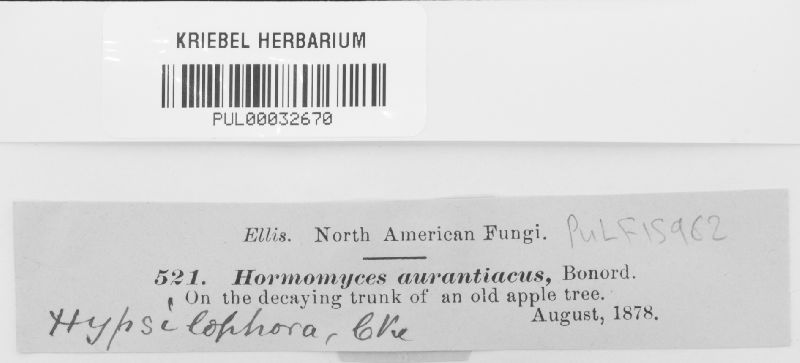 KRIEBEL HERBARIUM
PUL00032670
Ellis. North American Fungi. PULF15962
521. Hormomyces aurantiacus, Bonord.
On the decaying trunk of an old apple tree.
August, 1878.
Hypsilophora, Cke